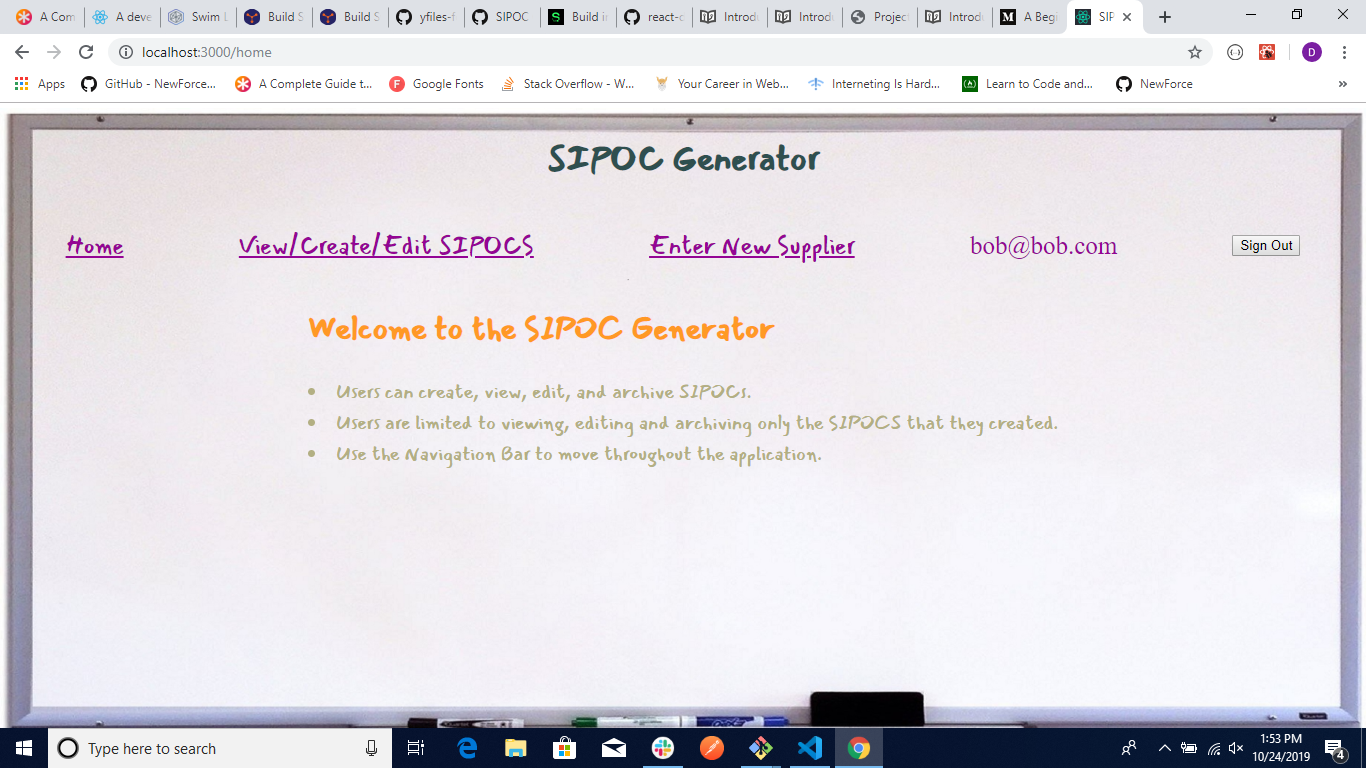 A Com
A deve
Swim L
Build S
Build S
yfiles-f
SIPOC
Build in
react-c
Introdu
Introdu
Project
Introdu
A Begi
SIP
localhost:3000/home
D
Apps
GitHub - NewForce...
A Complete Guide t...
Google Fonts
Stack Overflow - W...
Your Career in Web...
Interneting Is Hard...
Learn to Code and...
NewForce
»
SIPOC Generator
Home
View/Create/Edit SIPOCS
Enter New Supplier
bob@bob.com
Sign Out
Welcome to the SIPOC Generator
• Users can create, view, edit, and archive SIPOCs.
• Users are limited to viewing, editing and archiving only the SIPOCS that they created.
• Use the Navigation Bar to move throughout the application.
Type here to search
1:53 PM
10/24/2019
4